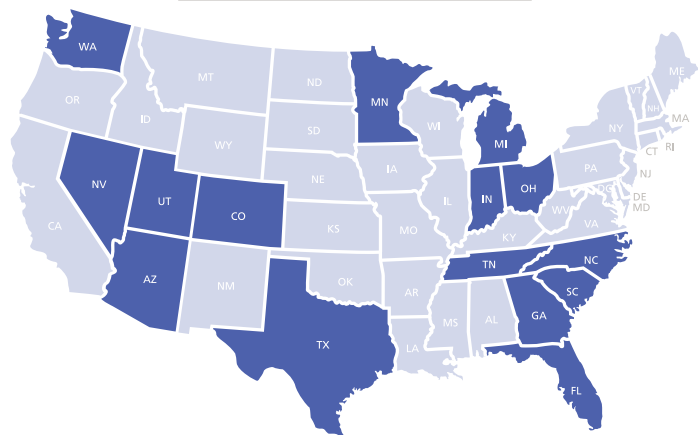 WA
MT
ND
MN
ME
VT
NH
MA
OR
ID
SD
WI
MI
NY
CT
RI
WY
IA
PA
NJ
NV
UT
CO
NE
IL
IN
OH
DE
DC
MD
WV
VA
CA
KS
MO
KY
AZ
NM
OK
AR
TN
NC
SC
MS
AL
GA
LA
TX
FL